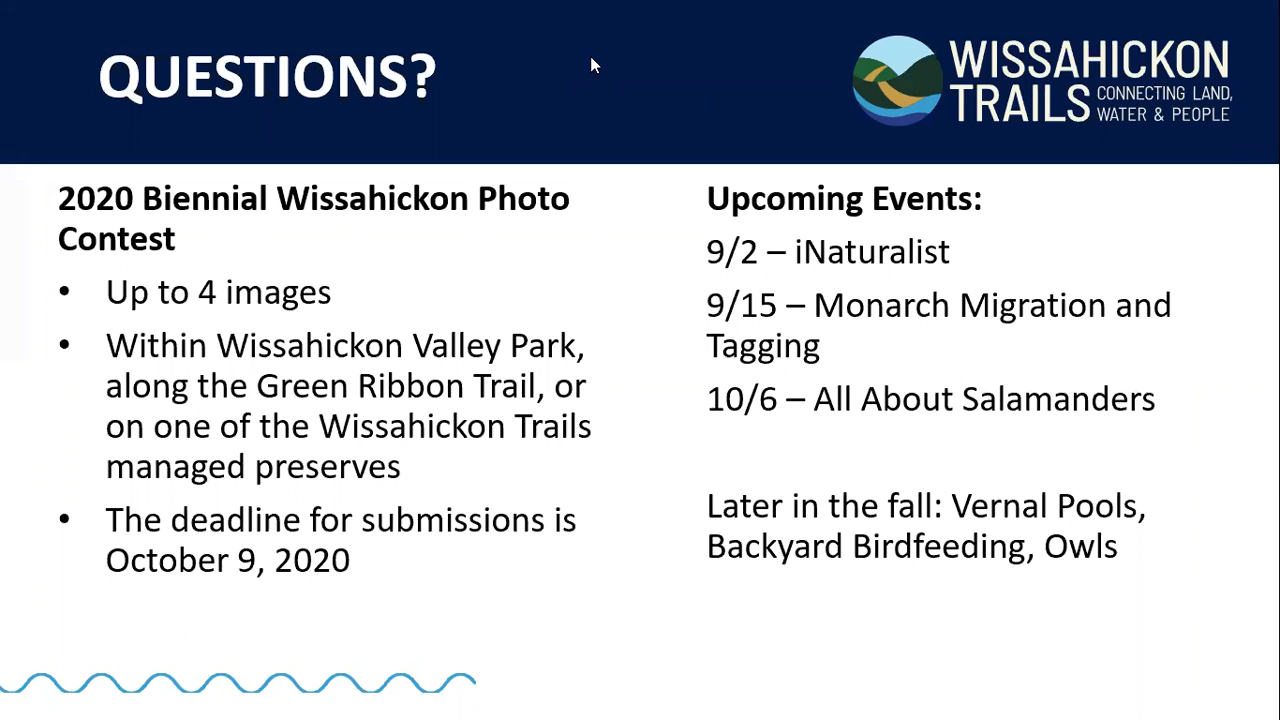 QUESTIONS?
WISSAHICKON
TRAILS CONNECTING LAND,
WATER & PEOPLE
2020 Biennial Wissahickon Photo
Contest
• Up to 4 images
• Within Wissahickon Valley Park,
along the Green Ribbon Trail, or
on one of the Wissahickon Trails
managed preserves
• The deadline for submissions is
October 9, 2020
Upcoming Events:
9/2 – iNaturalist
9/15 – Monarch Migration and
Tagging
10/6 – All About Salamanders
Later in the fall: Vernal Pools,
Backyard Birdfeeding, Owls